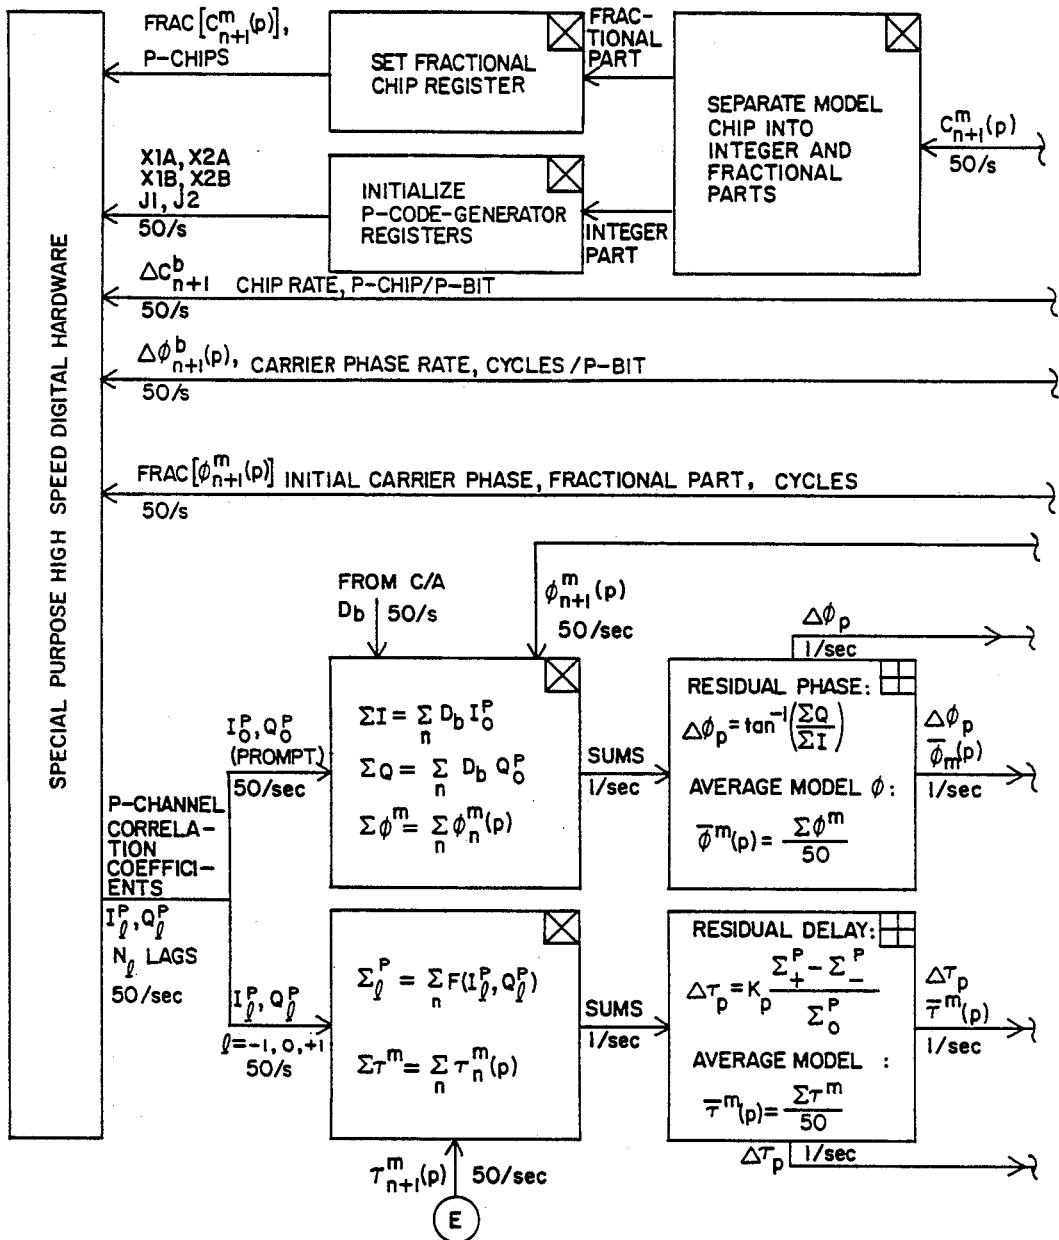 SPECIAL PURPOSE HIGH SPEED DIGITAL HARDWARE
FRAC[C^m_{n+1}(p)],
P-CHIPS
SET FRACTIONAL
CHIP REGISTER
FRAC-
TIONAL
PART
SEPARATE MODEL
CHIP INTO
INTEGER AND
FRACTIONAL
PARTS
C^m_{n+1}(p)
50/s
X1A, X2A
X1B, X2B
J1, J2
50/s
INITIALIZE
P-CODE-GENERATOR
REGISTERS
INTEGER
PART
ΔC^b_{n+1} CHIP RATE, P-CHIP/P-BIT
50/s
Δϕ^b_{n+1}(p), CARRIER PHASE RATE, CYCLES/P-BIT
50/s
FRAC[ϕ^m_{n+1}(p)] INITIAL CARRIER PHASE, FRACTIONAL PART, CYCLES
50/s
FROM C/A
D_b 50/s
ϕ^m_{n+1}(p)
50/sec
I^P_0, Q^P_0
(PROMPT)
50/sec
ΣI = Σ_n D_b I^P_0
ΣQ = Σ_n D_b Q^P_0
Σϕ^m = Σ_n ϕ^m_n(p)
SUMS
1/sec
RESIDUAL PHASE:
Δϕ_p = tan^{-1}(ΣQ/ΣI)
AVERAGE MODEL ϕ:
ϕ̅^m(p) = Σϕ^m/50
Δϕ_p
1/sec
Δϕ_p
ϕ̅_m(p)
1/sec
P-CHANNEL
CORRELA-
TION
COEFFICI-
ENTS
I^P_ℓ, Q^P_ℓ
N_ℓ LAGS
50/sec
I^P_ℓ, Q^P_ℓ
ℓ=-1, 0, +1
50/s
Σ^P_ℓ = Σ_n F(I^P_ℓ, Q^P_ℓ)
Στ^m = Σ_n τ^m_n(p)
SUMS
1/sec
RESIDUAL DELAY:
Δτ_p = K_p (Σ^P_+ - Σ^P_-)/Σ^P_0
AVERAGE MODEL :
τ̅^m(p) = Στ^m/50
Δτ_p
τ̅^m(p)
1/sec
Δτ_p 1/sec
τ^m_{n+1}(p) 50/sec
E